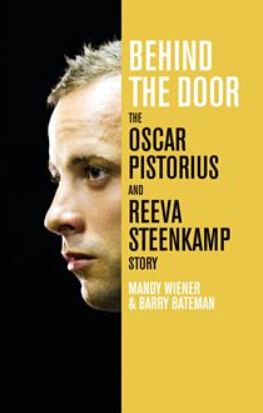 BEHIND
THE DOOR
THE
OSCAR
PISTORIUS
AND
REEVA
STEENKAMP
STORY
MANDY WIENER
& BARRY BATEMAN